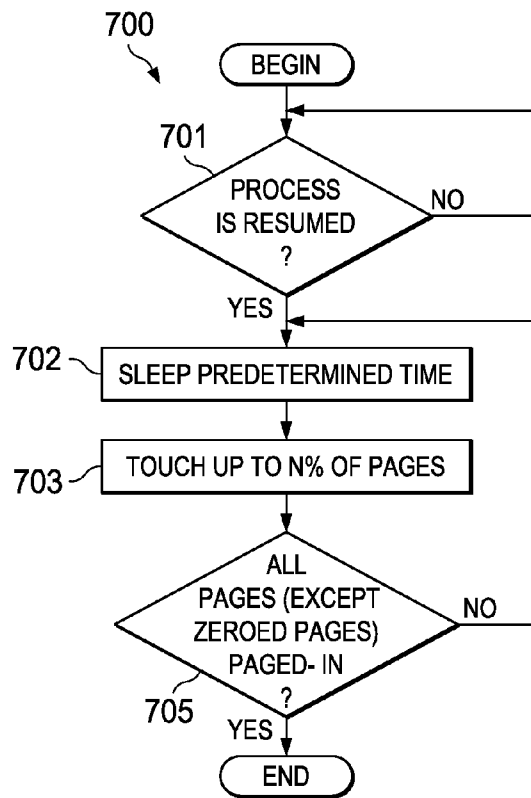 700
BEGIN
701
PROCESS
IS RESUMED
?
NO
YES
702
SLEEP PREDETERMINED TIME
703
TOUCH UP TO N% OF PAGES
ALL
PAGES (EXCEPT
ZEROED PAGES)
PAGED- IN
?
NO
705
YES
END